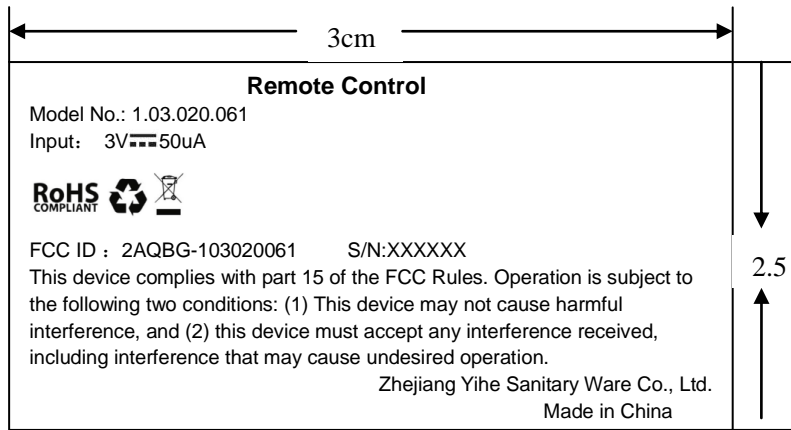 3cm
Remote Control
Model No.: 1.03.020.061
Input： 3V 50uA
RoHS
COMPLIANT
FCC ID： 2AQBG-103020061 S/N:XXXXXX
This device complies with part 15 of the FCC Rules. Operation is subject to
the following two conditions: (1) This device may not cause harmful
interference, and (2) this device must accept any interference received,
including interference that may cause undesired operation.
Zhejiang Yihe Sanitary Ware Co., Ltd.
Made in China
2.5